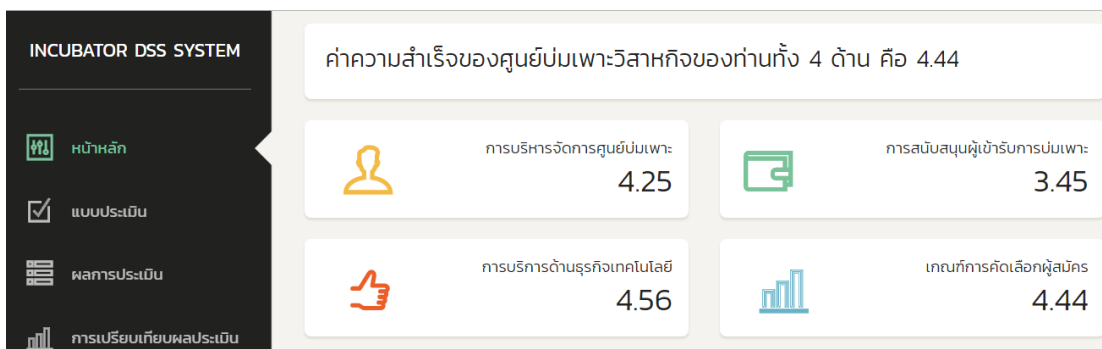 INCUBATOR DSS SYSTEM
หน้าหลัก
แบบประเมิน
ผลการประเมิน
การเปรียบเทียบผลประเมิน
ค่าความสำเร็จของศูนย์บ่มเพาะวิสาหกิจของท่านทั้ง 4 ด้าน คือ 4.44
การบริหารจัดการศูนย์บ่มเพาะ
4.25
การสนับสนุนผู้เข้ารับการบ่มเพาะ
3.45
การบริการด้านธุรกิจเทคโนโลยี
4.56
เกณฑ์การคัดเลือกผู้สมัคร
4.44